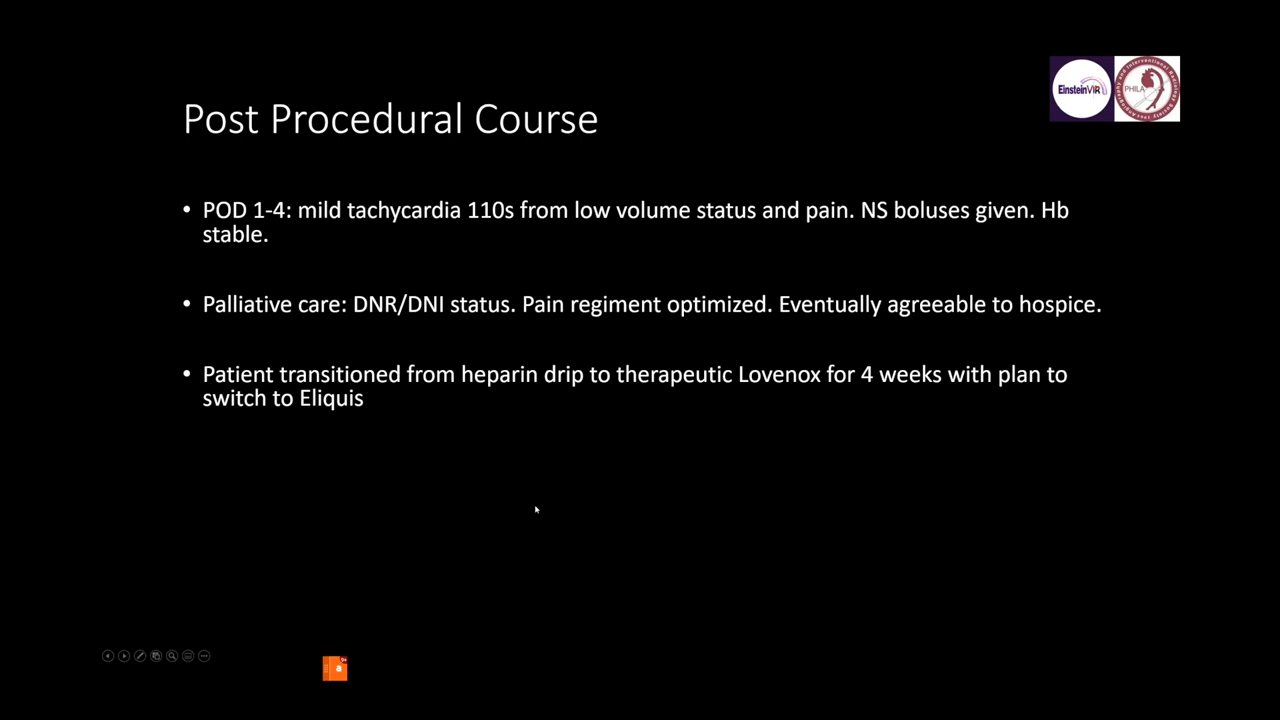 Post Procedural Course
EinsteinVIR
PHILA
• POD 1-4: mild tachycardia 110s from low volume status and pain. NS boluses given. Hb
stable.
• Palliative care: DNR/DNI status. Pain regiment optimized. Eventually agreeable to hospice.
• Patient transitioned from heparin drip to therapeutic Lovenox for 4 weeks with plan to
switch to Eliquis
a